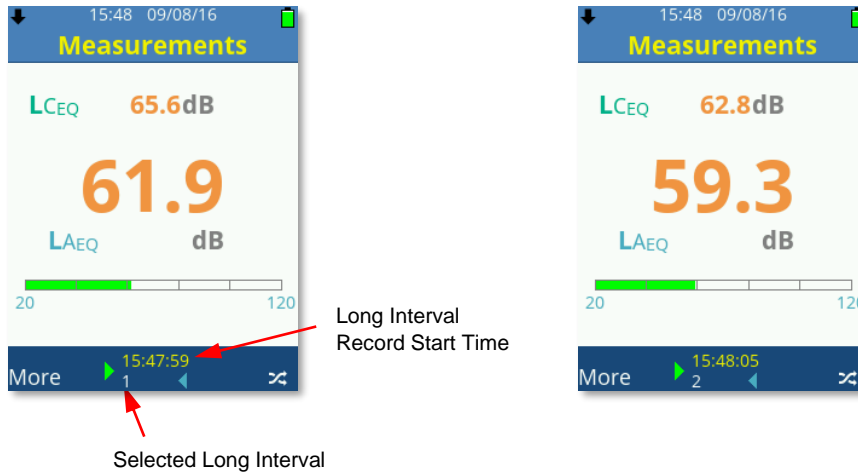 15:48 09/08/16
Measurements
LCEQ 65.6dB
61.9
LAEQ dB
20 120
15:47:59
More 1
Long Interval
Record Start Time
Selected Long Interval
15:48 09/08/16
Measurements
LCEQ 62.8dB
59.3
LAEQ dB
20 120
15:48:05
More 2